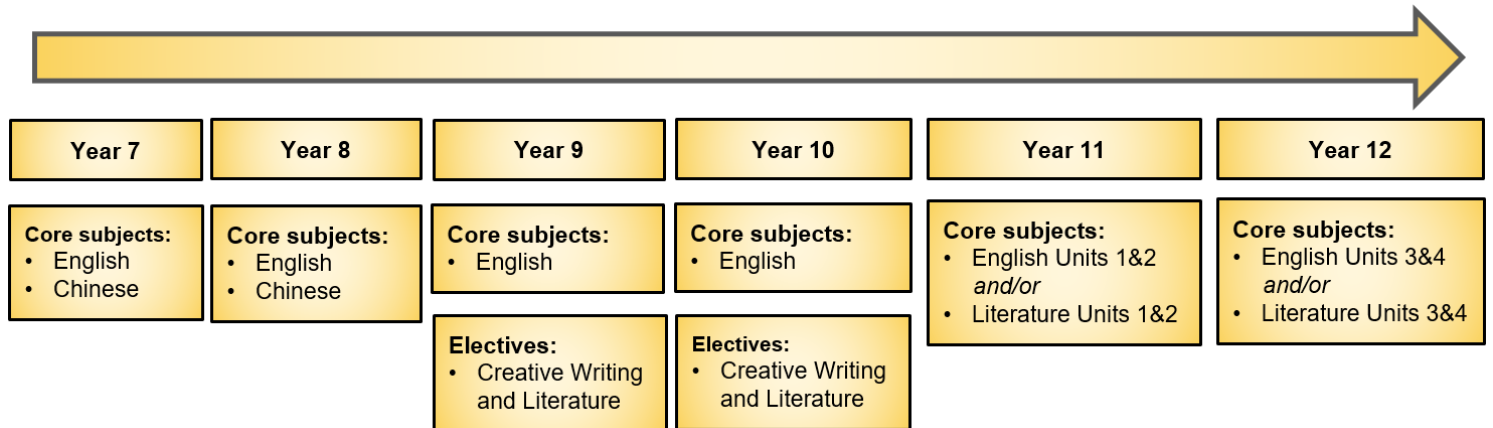 Year 7
Year 8
Year 9
Year 10
Year 11
Year 12
Core subjects:
• English
• Chinese
Core subjects:
• English
• Chinese
Core subjects:
• English
Electives:
• Creative Writing
and Literature
Core subjects:
• English
Electives:
• Creative Writing
and Literature
Core subjects:
• English Units 1&2
and/or
• Literature Units 1&2
Core subjects:
• English Units 3&4
and/or
• Literature Units 3&4